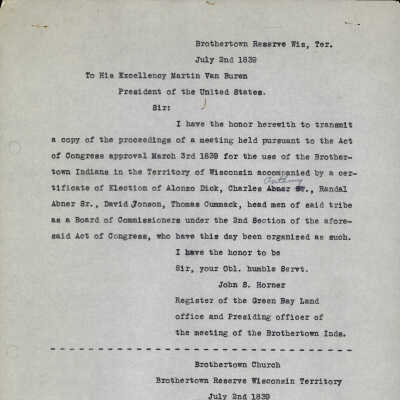 Brothertown Reserve Wis, Ter.
July 2nd 1839
To His Excellency Martin Van Buren
President of the United States.
Sir:
I have the honor herewith to transmit
a copy of the proceedings of a meeting held pursuant to the Act
of Congress approval March 3rd 1839 for the use of the Brother-
town Indians in the Territory of Wisconsin accompanied by a cer-
Anthony
tificate of Election of Alonzo Dick, Charles Abner Sr., Randal
Abner Sr., David Jonson, Thomas Cummack, head men of said tribe
as a Board of Commissioners under the 2nd Section of the afore-
said Act of Congress, who have this day been organized as such.
I have the honor to be
Sir, your Obl. humble Servt.
John S. Horner
Register of the Green Bay Land
office and Presiding officer of
the meeting of the Brothertown Inds.
Brothertown Church
Brothertown Reserve Wisconsin Territory
July 2nd 1839